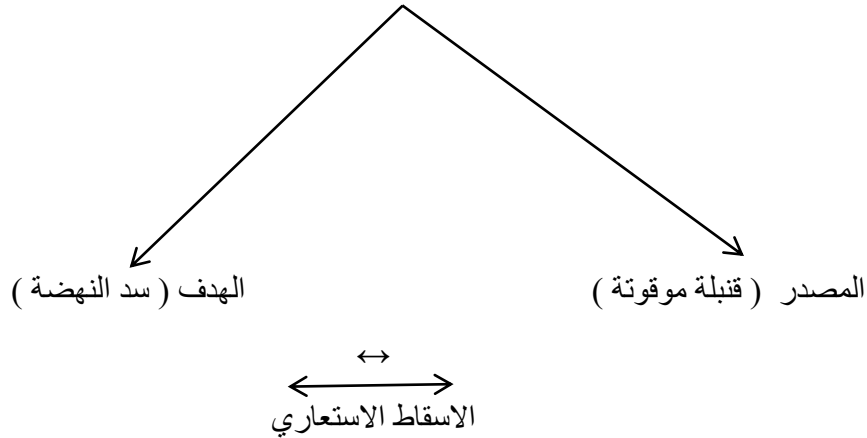 المصدر ( قنبلة موقوتة )
الهدف ( سد النهضة )
↔
الاسقاط الاستعاري